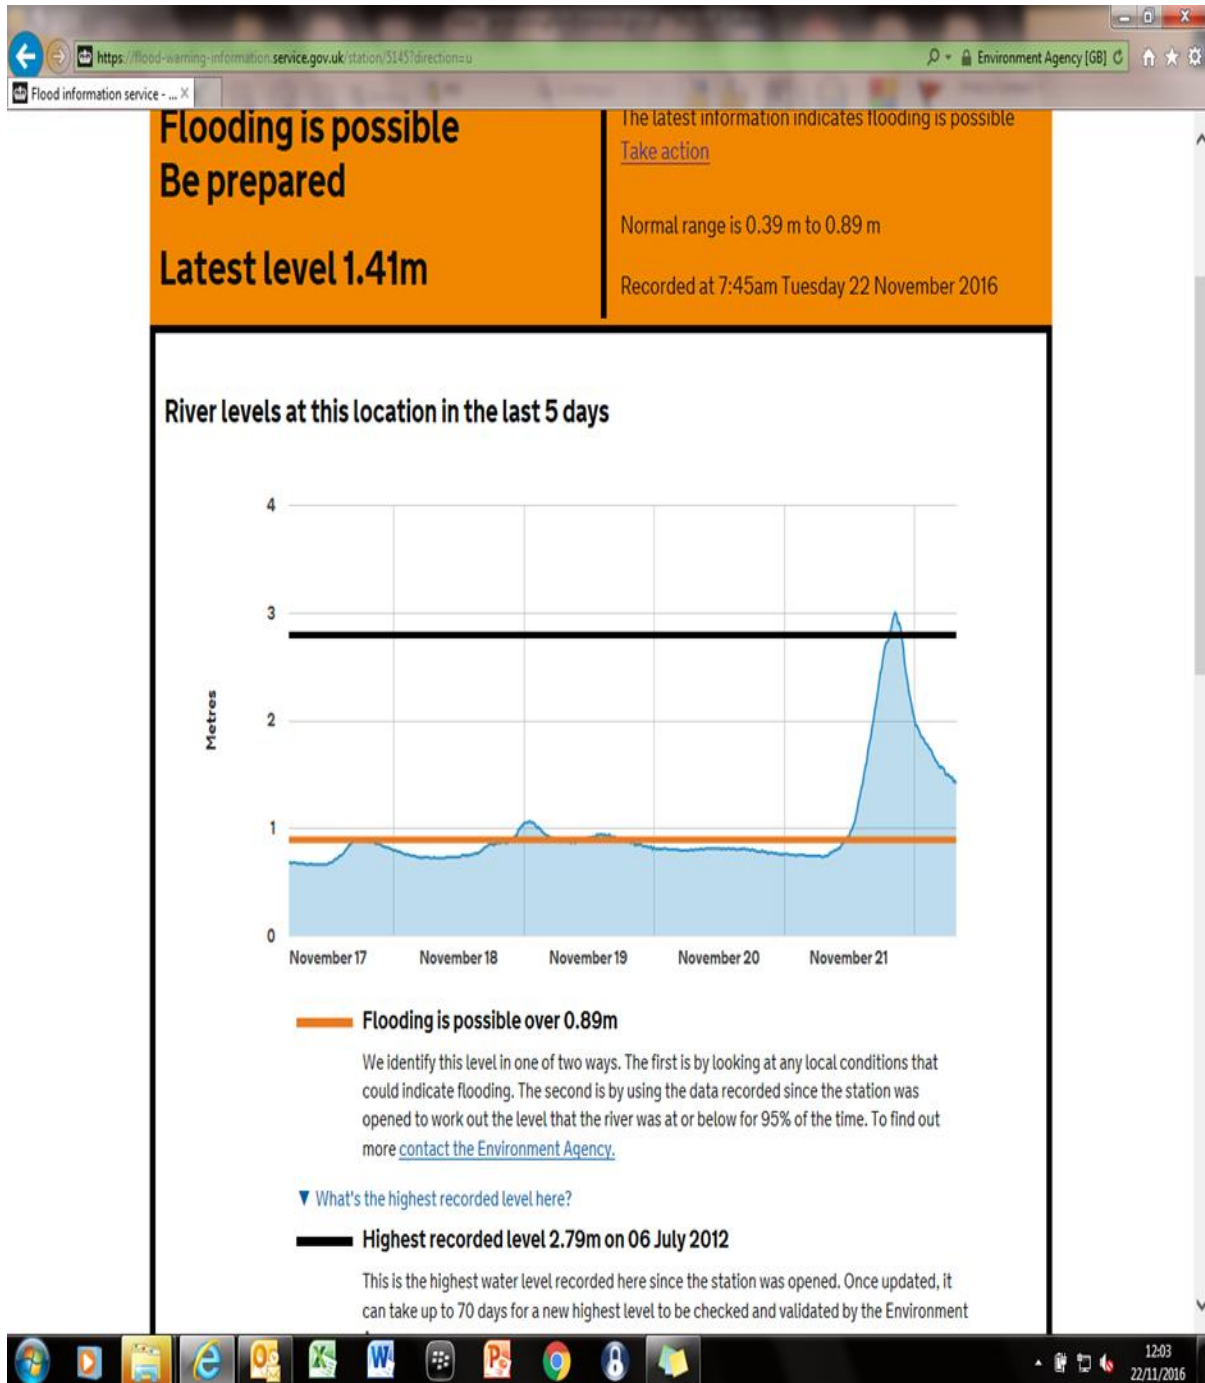 https://flood-warning-information.service.gov.uk/station/5145?direction=u
Environment Agency [GB]
Flood information service - ...
Flooding is possible
Be prepared
Latest level 1.41m
The latest information indicates flooding is possible
Take action
Normal range is 0.39 m to 0.89 m
Recorded at 7:45am Tuesday 22 November 2016
River levels at this location in the last 5 days
4
3
2
1
0
Metres
November 17
November 18
November 19
November 20
November 21
Flooding is possible over 0.89m
We identify this level in one of two ways. The first is by looking at any local conditions that
could indicate flooding. The second is by using the data recorded since the station was
opened to work out the level that the river was at or below for 95% of the time. To find out
more contact the Environment Agency.
▼ What's the highest recorded level here?
Highest recorded level 2.79m on 06 July 2012
This is the highest water level recorded here since the station was opened. Once updated, it
can take up to 70 days for a new highest level to be checked and validated by the Environment
12:03
22/11/2016